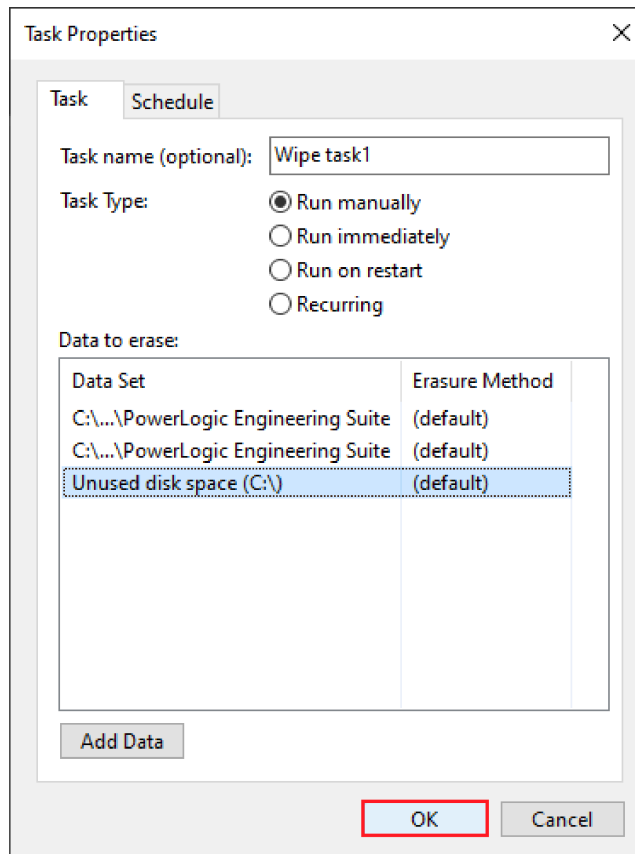 Task Properties
Task Schedule
Task name (optional): Wipe task1
Task Type: Run manually
Run immediately
Run on restart
Recurring
Data to erase:
Data Set Erasure Method
C:\...\PowerLogic Engineering Suite (default)
C:\...\PowerLogic Engineering Suite (default)
Unused disk space (C:\) (default)
Add Data
OK Cancel